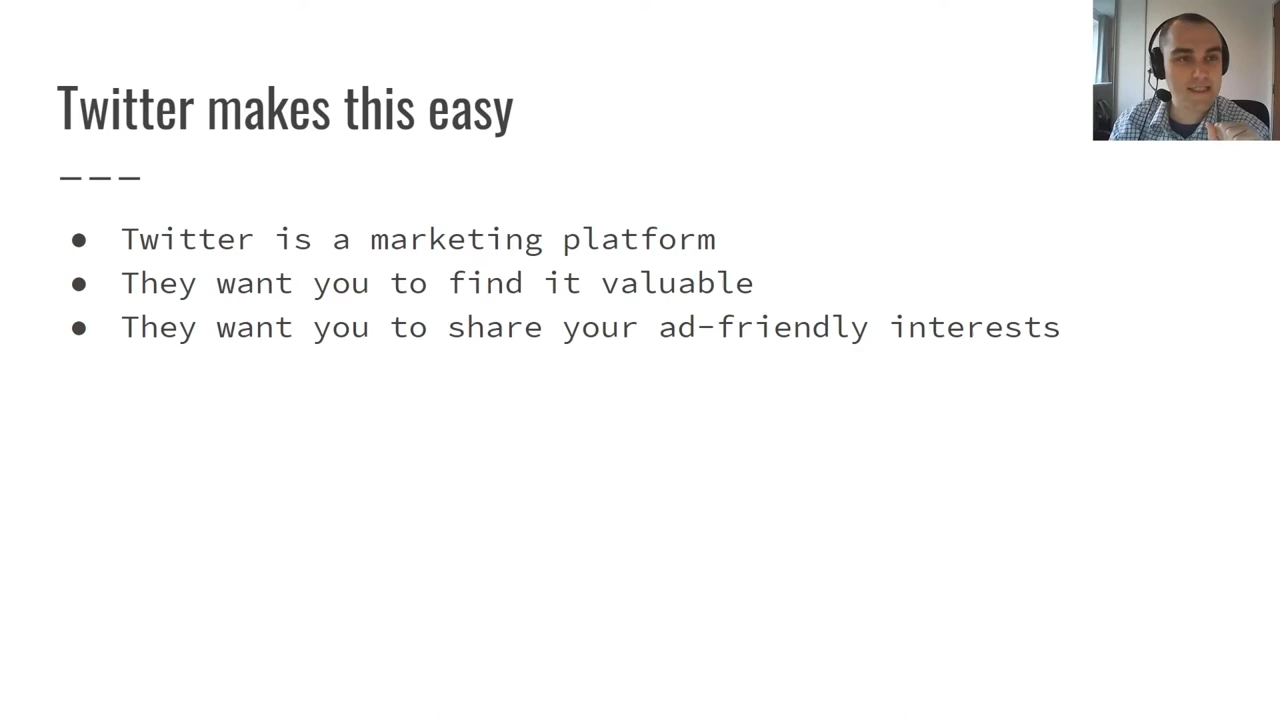 Twitter makes this easy
● Twitter is a marketing platform
● They want you to find it valuable
● They want you to share your ad-friendly interests